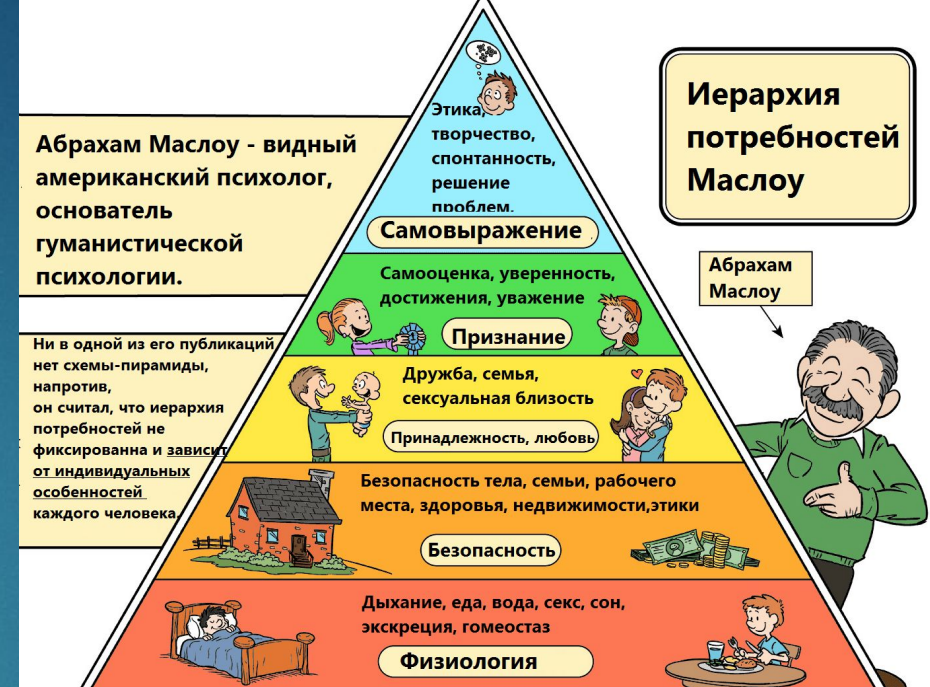 Иерархия
потребностей
Маслоу
Абрахам Маслоу - видный
американский психолог,
основатель
гуманистической
психологии.
Ни в одной из его публикаций
нет схемы-пирамиды,
напротив,
он считал, что иерархия
потребностей не
фиксированна и зависит
от индивидуальных
особенностей
каждого человека.
Абрахам
Маслоу
Этика,
творчество,
спонтанность,
решение
проблем.
Самовыражение
Самооценка, уверенность,
достижения, уважение
Признание
Дружба, семья,
сексуальная близость
Принадлежность, любовь
Безопасность тела, семьи, рабочего
места, здоровья, недвижимости,этики
Безопасность
Дыхание, еда, вода, секс, сон,
экскреция, гомеостаз
Физиология